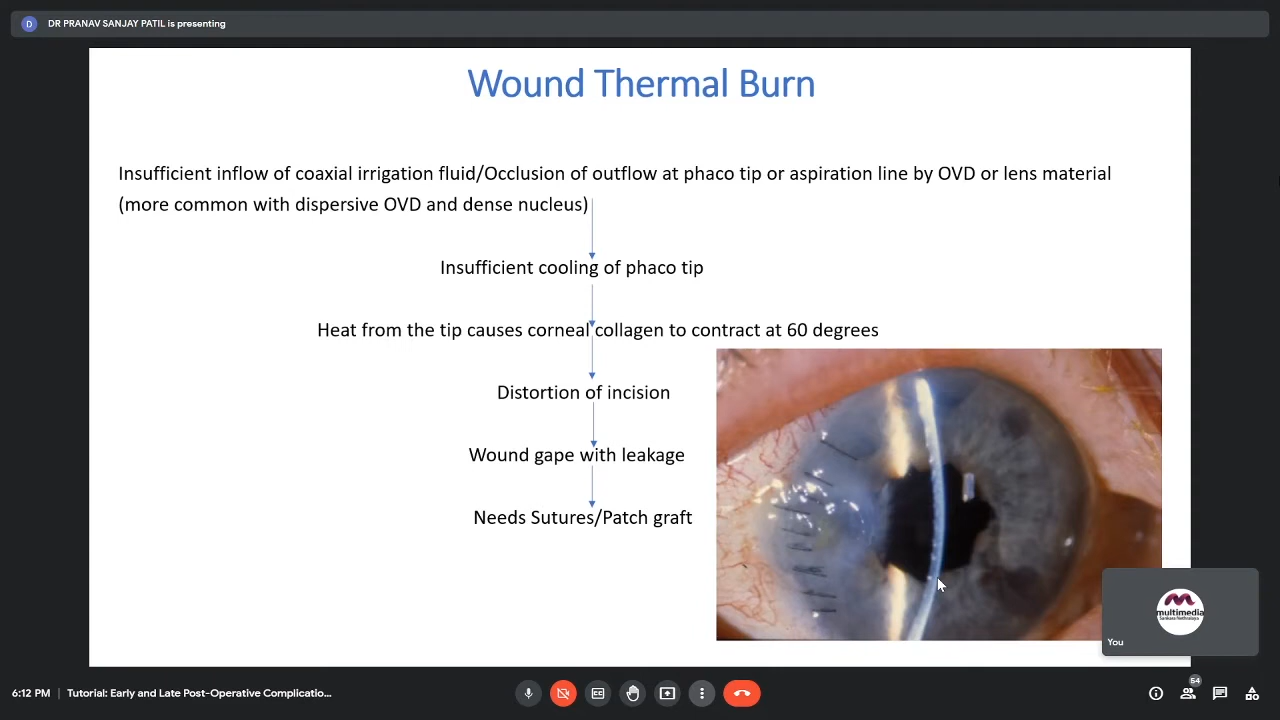 D DR PRANAV SANJAY PATIL is presenting
Wound Thermal Burn
Insufficient inflow of coaxial irrigation fluid/Occlusion of outflow at phaco tip or aspiration line by OVD or lens material
(more common with dispersive OVD and dense nucleus)
Insufficient cooling of phaco tip
Heat from the tip causes corneal collagen to contract at 60 degrees
Distortion of incision
Wound gape with leakage
Needs Sutures/Patch graft
multimedia
Sankara Nethralaya
You
6:12 PM | Tutorial: Early and Late Post-Operative Complicatio...
54